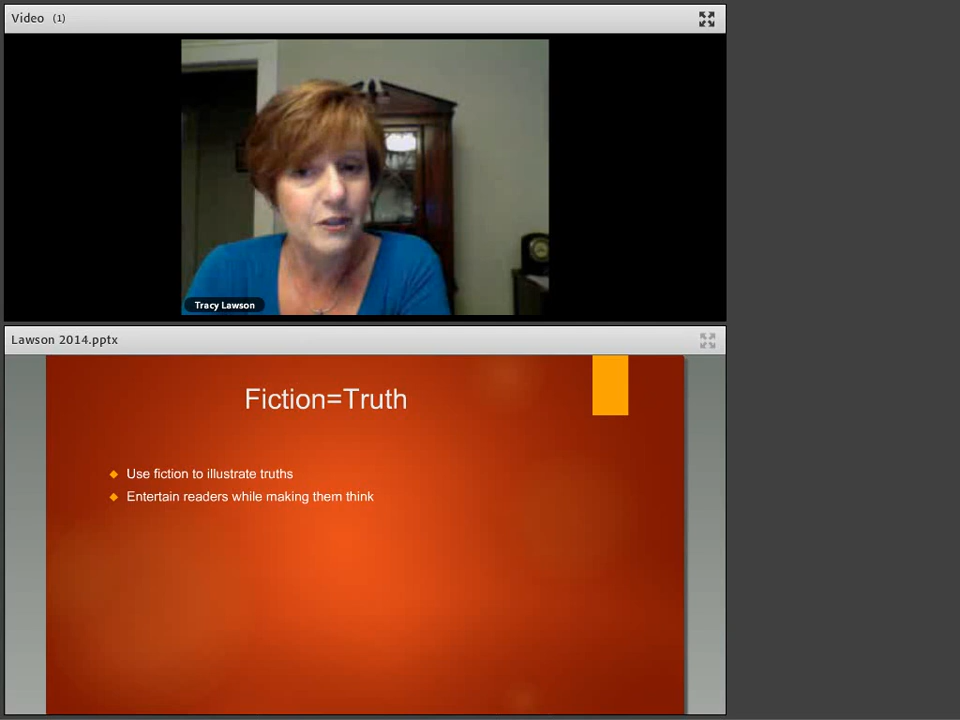 Video (1)
Tracy Lawson
Lawson 2014.pptx
Fiction=Truth
Use fiction to illustrate truths
Entertain readers while making them think